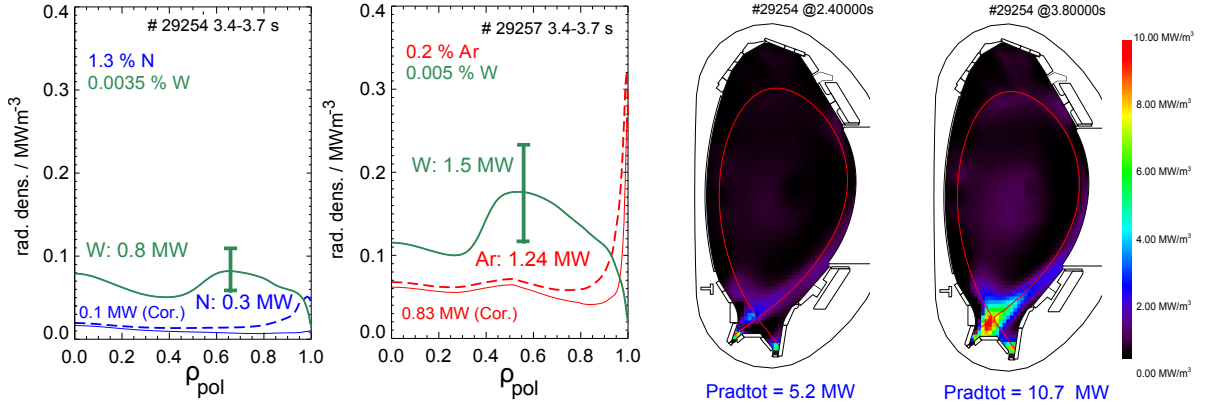 # 29254 3.4-3.7 s
1.3 % N
0.0035 % W
W: 0.8 MW
N: 0.3 MW
0.1 MW (Cor.)
rad. dens. / MWm-3
0.4
0.3
0.2
0.1
0.0
0.0 0.2 0.4 0.6 0.8 1.0
ρpol
# 29257 3.4-3.7 s
0.2 % Ar
0.005 % W
W: 1.5 MW
Ar: 1.24 MW
0.83 MW (Cor.)
rad. dens. / MWm-3
0.4
0.3
0.2
0.1
0.0
0.0 0.2 0.4 0.6 0.8 1.0
ρpol
#29254 @2.40000s
Pradtot = 5.2 MW
#29254 @3.80000s
Pradtot = 10.7 MW
10.00 MW/m³
8.00 MW/m³
6.00 MW/m³
4.00 MW/m³
2.00 MW/m³
0.00 MW/m³